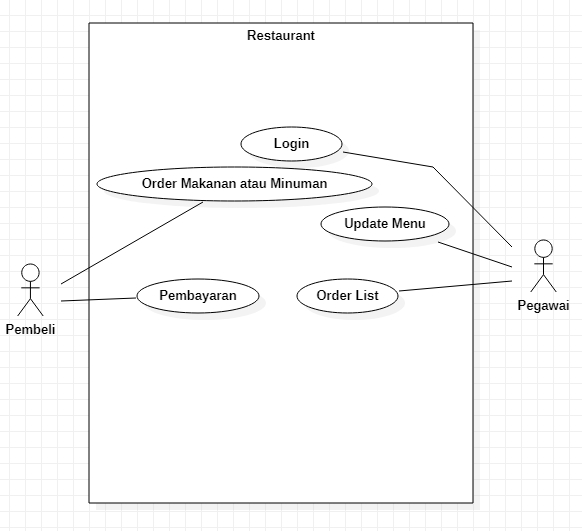 Restaurant
Login
Order Makanan atau Minuman
Update Menu
Pembayaran
Order List
Pembeli
Pegawai